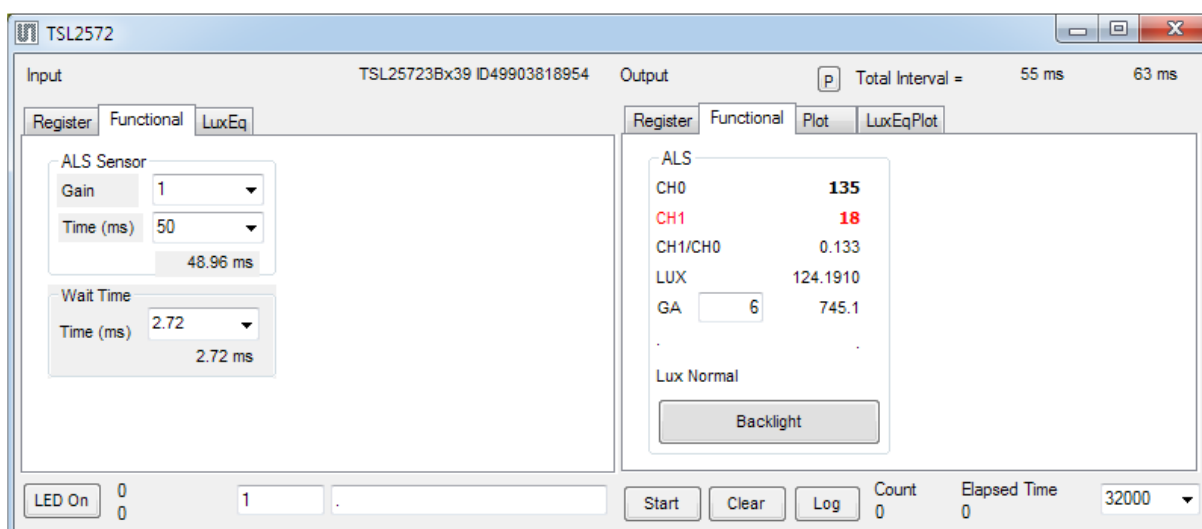 TSL2572
Input TSL25723Bx39 ID49903818954 Output P Total Interval = 55 ms 63 ms
Register Functional LuxEq
Register Functional Plot LuxEqPlot
ALS Sensor
Gain 1
Time (ms) 50
48.96 ms
Wait Time
Time (ms) 2.72
2.72 ms
ALS
CH0 135
CH1 18
CH1/CH0 0.133
LUX 124.1910
GA 6 745.1
. .
Lux Normal
Backlight
LED On 0 1 .
0
Start Clear Log Count Elapsed Time 32000
0 0